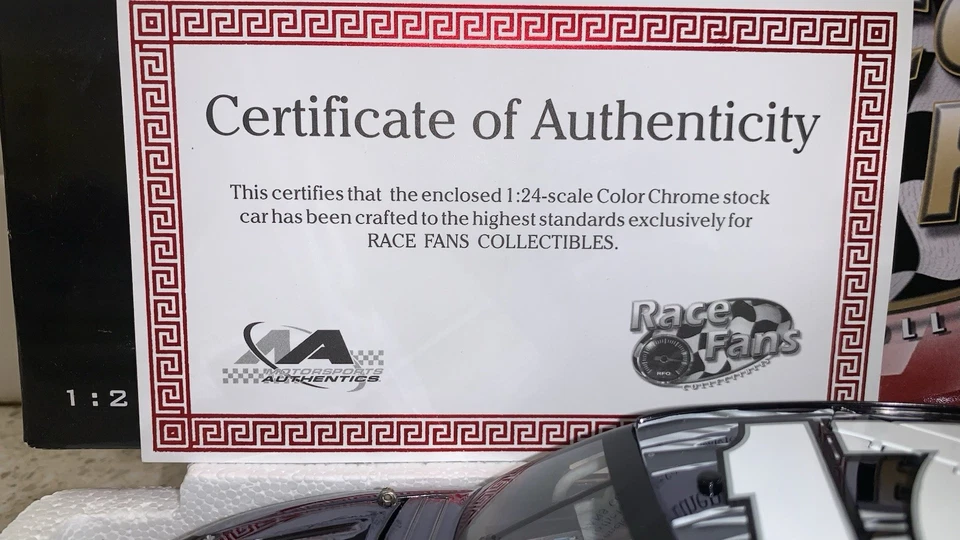 Certificate of Authenticity
This certifies that the enclosed 1:24-scale Color Chrome stock
car has been crafted to the highest standards exclusively for
RACE FANS COLLECTIBLES.
MOTORSPORTS
AUTHENTICS
Race
Fans
1:2
1